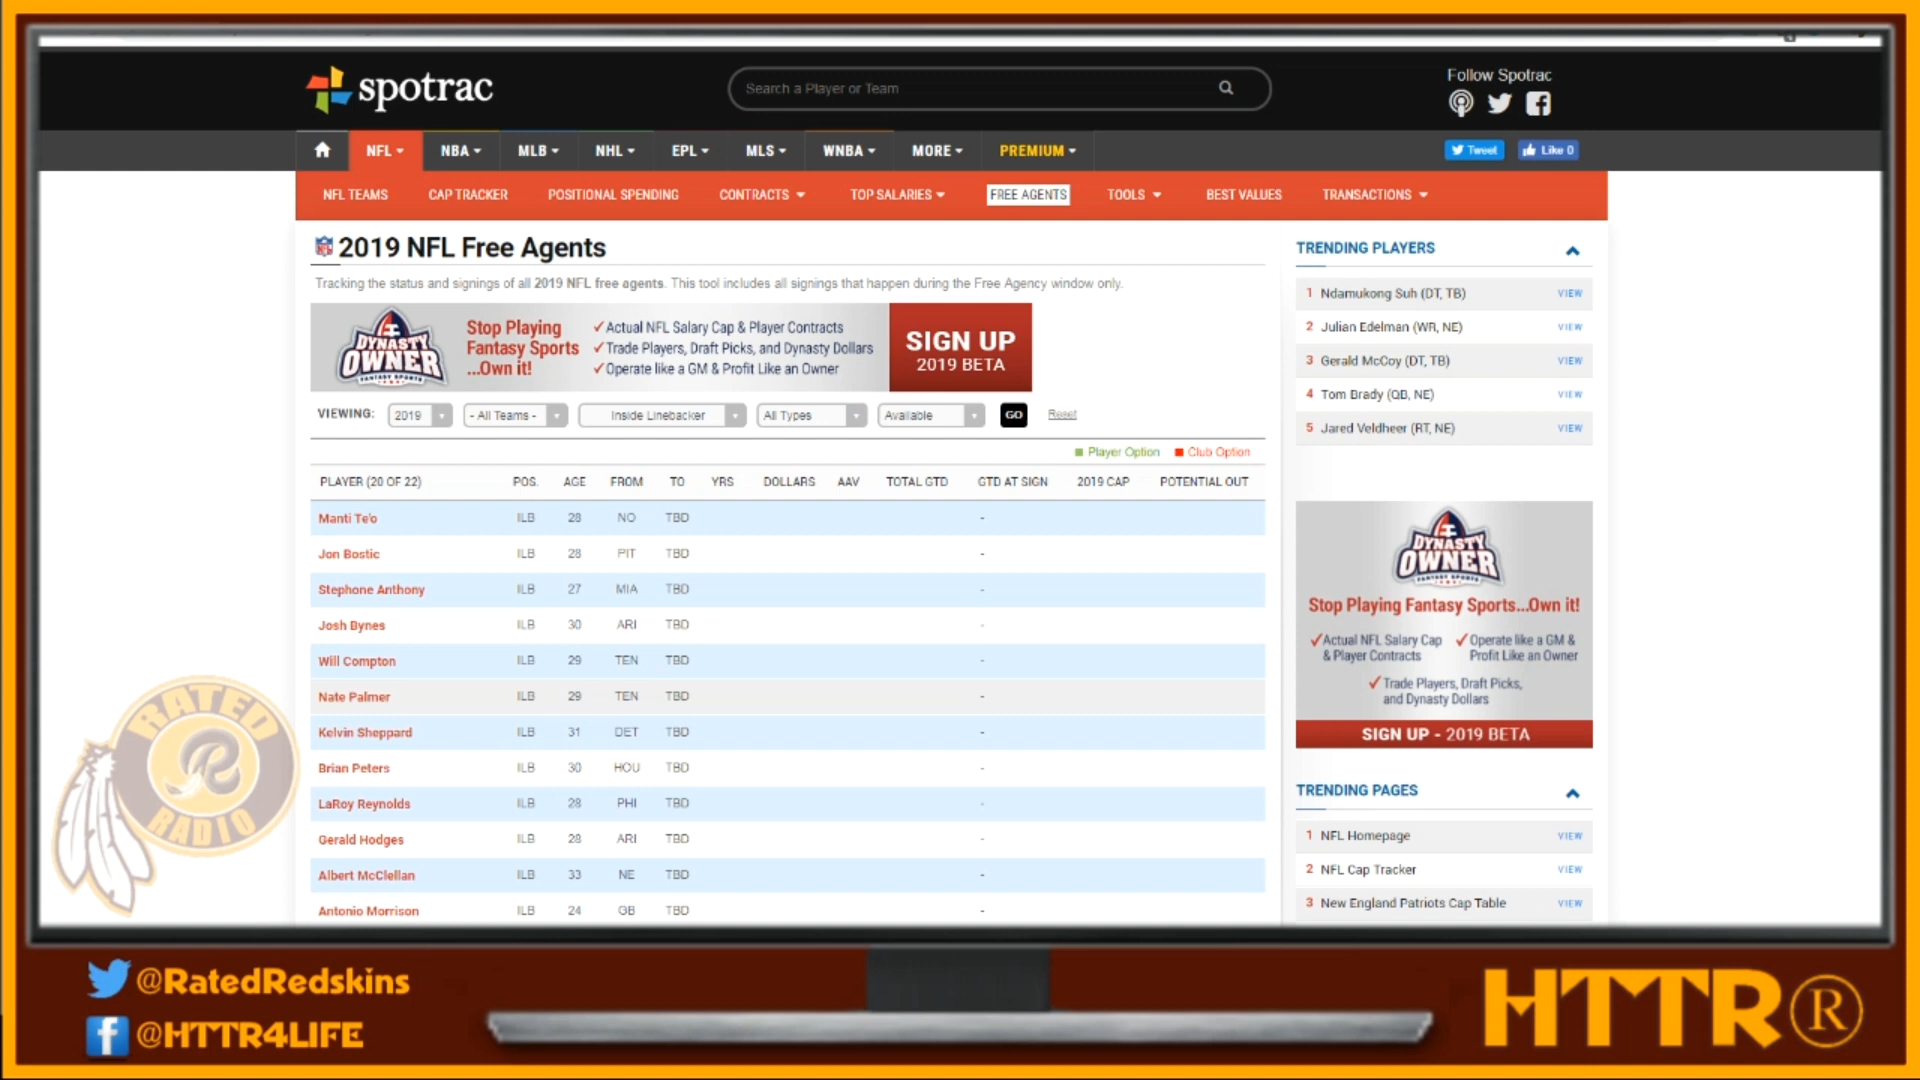 spotrac
Search a Player or Team
Follow Spotrac
NFL NBA MLB NHL EPL MLS WNBA MORE PREMIUM
Tweet Like 0
NFL TEAMS CAP TRACKER POSITIONAL SPENDING CONTRACTS TOP SALARIES FREE AGENTS TOOLS BEST VALUES TRANSACTIONS
2019 NFL Free Agents
Tracking the status and signings of all 2019 NFL free agents. This tool includes all signings that happen during the Free Agency window only.
DYNASTY
OWNER
FANTASY SPORTS
Stop Playing
Fantasy Sports
...Own it!
✓Actual NFL Salary Cap & Player Contracts
✓Trade Players, Draft Picks, and Dynasty Dollars
✓Operate like a GM & Profit Like an Owner
SIGN UP
2019 BETA
VIEWING: 2019 - All Teams - Inside Linebacker All Types Available GO Reset
Player Option Club Option
PLAYER (20 OF 22) POS. AGE FROM TO YRS DOLLARS AAV TOTAL GTD GTD AT SIGN 2019 CAP POTENTIAL OUT
Manti Te'o ILB 28 NO TBD -
Jon Bostic ILB 28 PIT TBD -
Stephone Anthony ILB 27 MIA TBD -
Josh Bynes ILB 30 ARI TBD -
Will Compton ILB 29 TEN TBD -
Nate Palmer ILB 29 TEN TBD -
Kelvin Sheppard ILB 31 DET TBD -
Brian Peters ILB 30 HOU TBD -
LaRoy Reynolds ILB 28 PHI TBD -
Gerald Hodges ILB 28 ARI TBD -
Albert McClellan ILB 33 NE TBD -
Antonio Morrison ILB 24 GB TBD -
TRENDING PLAYERS
1 Ndamukong Suh (DT, TB) VIEW
2 Julian Edelman (WR, NE) VIEW
3 Gerald McCoy (DT, TB) VIEW
4 Tom Brady (QB, NE) VIEW
5 Jared Veldheer (RT, NE) VIEW
DYNASTY
OWNER
FANTASY SPORTS
Stop Playing Fantasy Sports...Own it!
✓Actual NFL Salary Cap ✓Operate like a GM &
& Player Contracts Profit Like an Owner
✓Trade Players, Draft Picks,
and Dynasty Dollars
SIGN UP - 2019 BETA
TRENDING PAGES
1 NFL Homepage VIEW
2 NFL Cap Tracker VIEW
3 New England Patriots Cap Table VIEW
RATED
R
RADIO
@RatedRedskins
@HTTR4LIFE
HTTR®